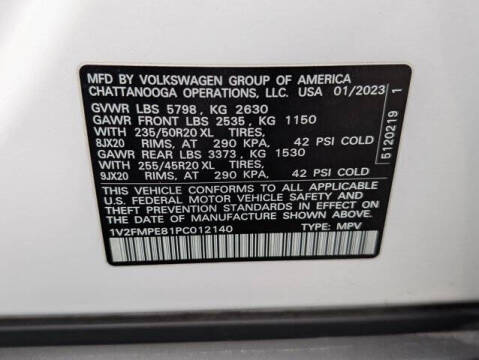 MFD BY VOLKSWAGEN GROUP OF AMERICA
CHATTANOOGA OPERATIONS, LLC. USA 01/2023
GVWR LBS 5798, KG 2630
GAWR FRONT LBS 2535, KG 1150
WITH 235/50R20 XL TIRES,
8JX20 RIMS, AT 290 KPA, 42 PSI COLD
GAWR REAR LBS 3373, KG 1530
WITH 255/45R20 XL TIRES,
9JX20 RIMS, AT 290 KPA, 42 PSI COLD
THIS VEHICLE CONFORMS TO ALL APPLICABLE
U.S. FEDERAL MOTOR VEHICLE SAFETY
STANDARDS IN EFFECT ON
THE DATE OF MANUFACTURE SHOWN ABOVE.
1V2FMPE81PC012140 TYPE: MPV
5120219 1